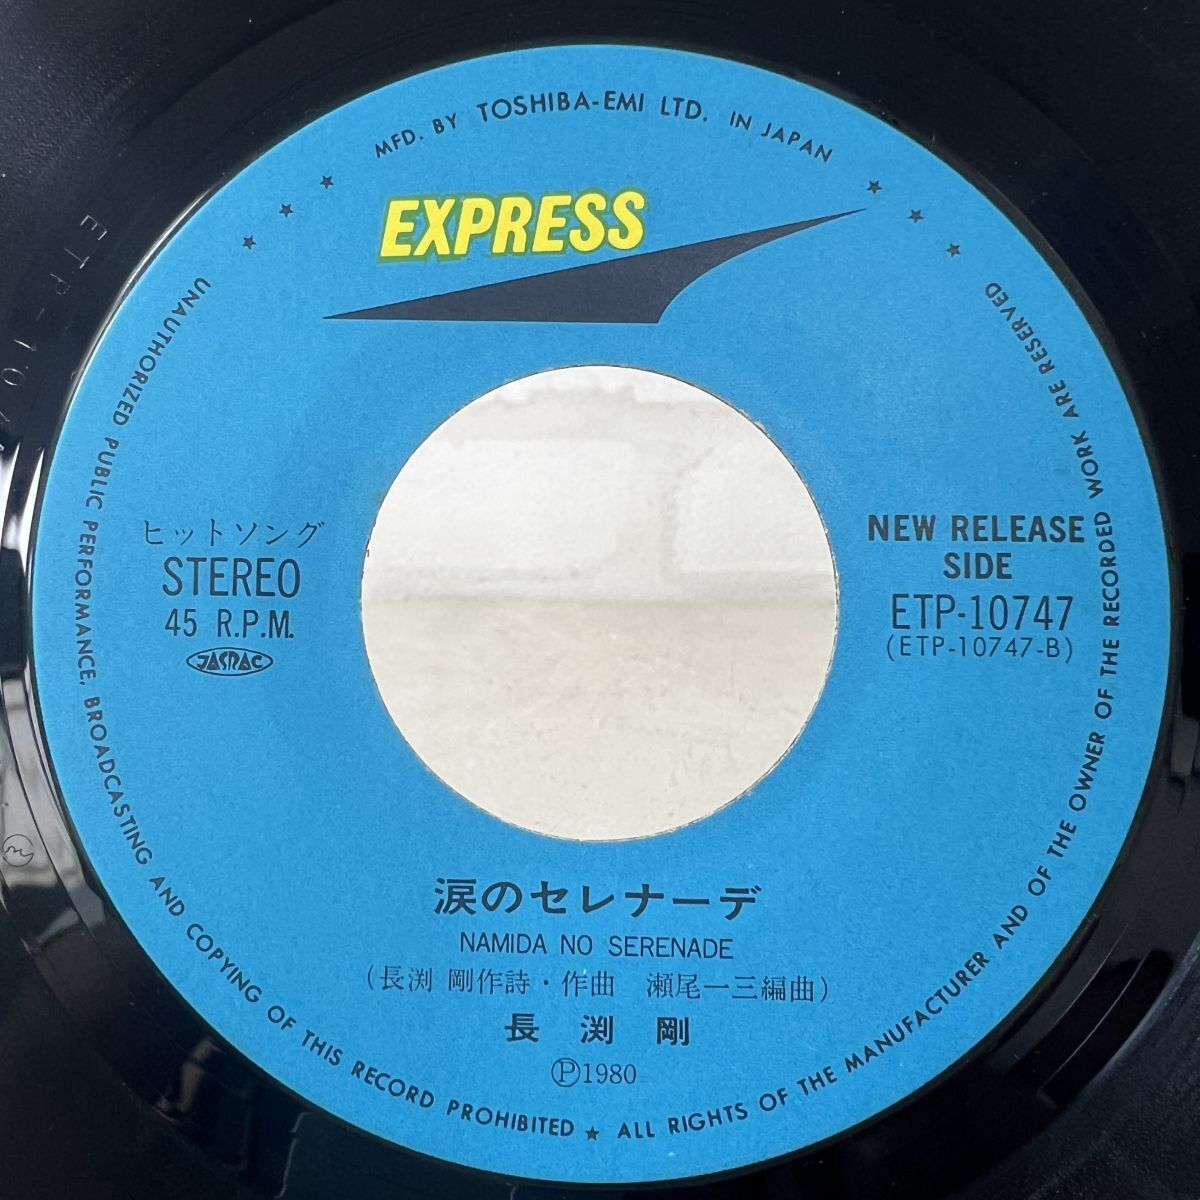 MFD. BY TOSHIBA-EMI LTD. IN JAPAN
EXPRESS
ヒットソング
STEREO
45 R.P.M.
JASRAC
NEW RELEASE
SIDE
ETP-10747
(ETP-10747-B)
涙のセレナーデ
NAMIDA NO SERENADE
(長渕 剛作詩・作曲 瀬尾一三編曲)
長 渕 剛
Ⓟ1980
UNAUTHORIZED PUBLIC PERFORMANCE, BROADCASTING AND COPYING OF THIS RECORD PROHIBITED ★ ALL RIGHTS OF THE MANUFACTURER AND OF THE OWNER OF THE RECORDED WORK ARE RESERVED
ETP-10